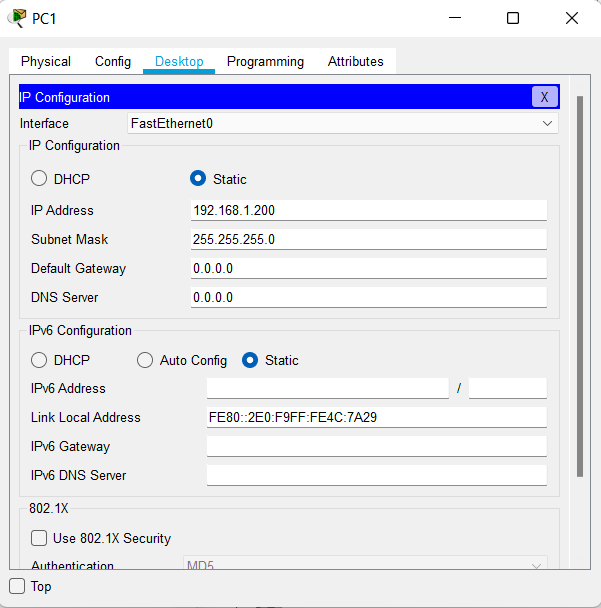 PC1
Physical Config Desktop Programming Attributes
IP Configuration X
Interface FastEthernet0
IP Configuration
DHCP Static
IP Address 192.168.1.200
Subnet Mask 255.255.255.0
Default Gateway 0.0.0.0
DNS Server 0.0.0.0
IPv6 Configuration
DHCP Auto Config Static
IPv6 Address /
Link Local Address FE80::2E0:F9FF:FE4C:7A29
IPv6 Gateway
IPv6 DNS Server
802.1X
Use 802.1X Security
Authentication MD5
Top